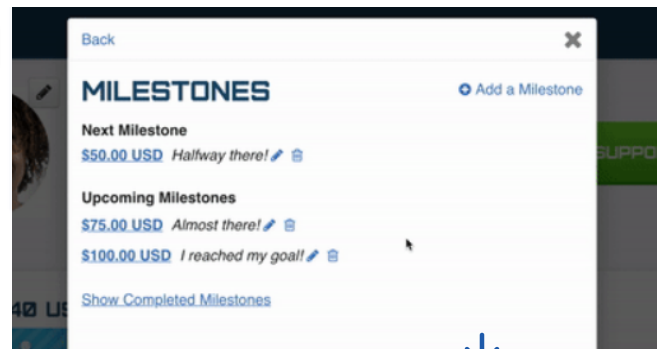 Back
MILESTONES
Add a Milestone
Next Milestone
$50.00 USD Halfway there!
Upcoming Milestones
$75.00 USD Almost there!
$100.00 USD I reached my goal!
Show Completed Milestones